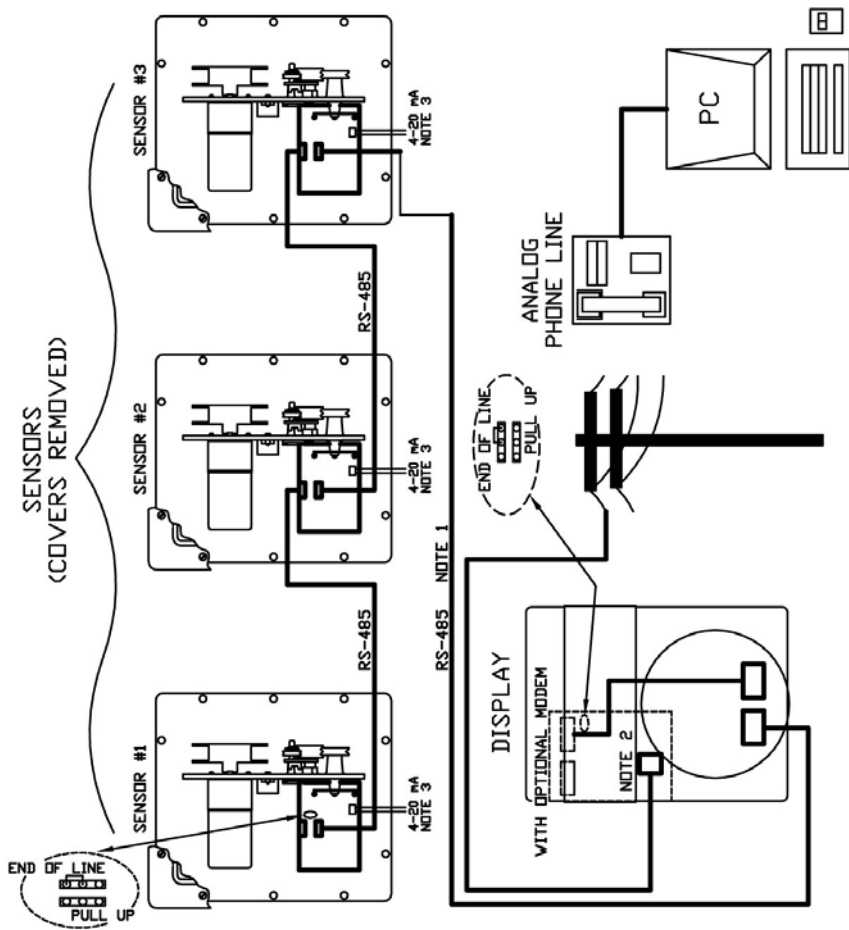 SENSORS
(COVERS REMOVED)
SENSOR #3
4-20 mA
NOTE 3
RS-485
SENSOR #2
4-20 mA
NOTE 3
RS-485
SENSOR #1
4-20 mA
NOTE 3
END OF LINE
PULL UP
RS-485 NOTE 1
PC
ANALOG
PHONE LINE
END OF LINE
PULL UP
DISPLAY
WITH OPTIONAL MODEM
NOTE 2